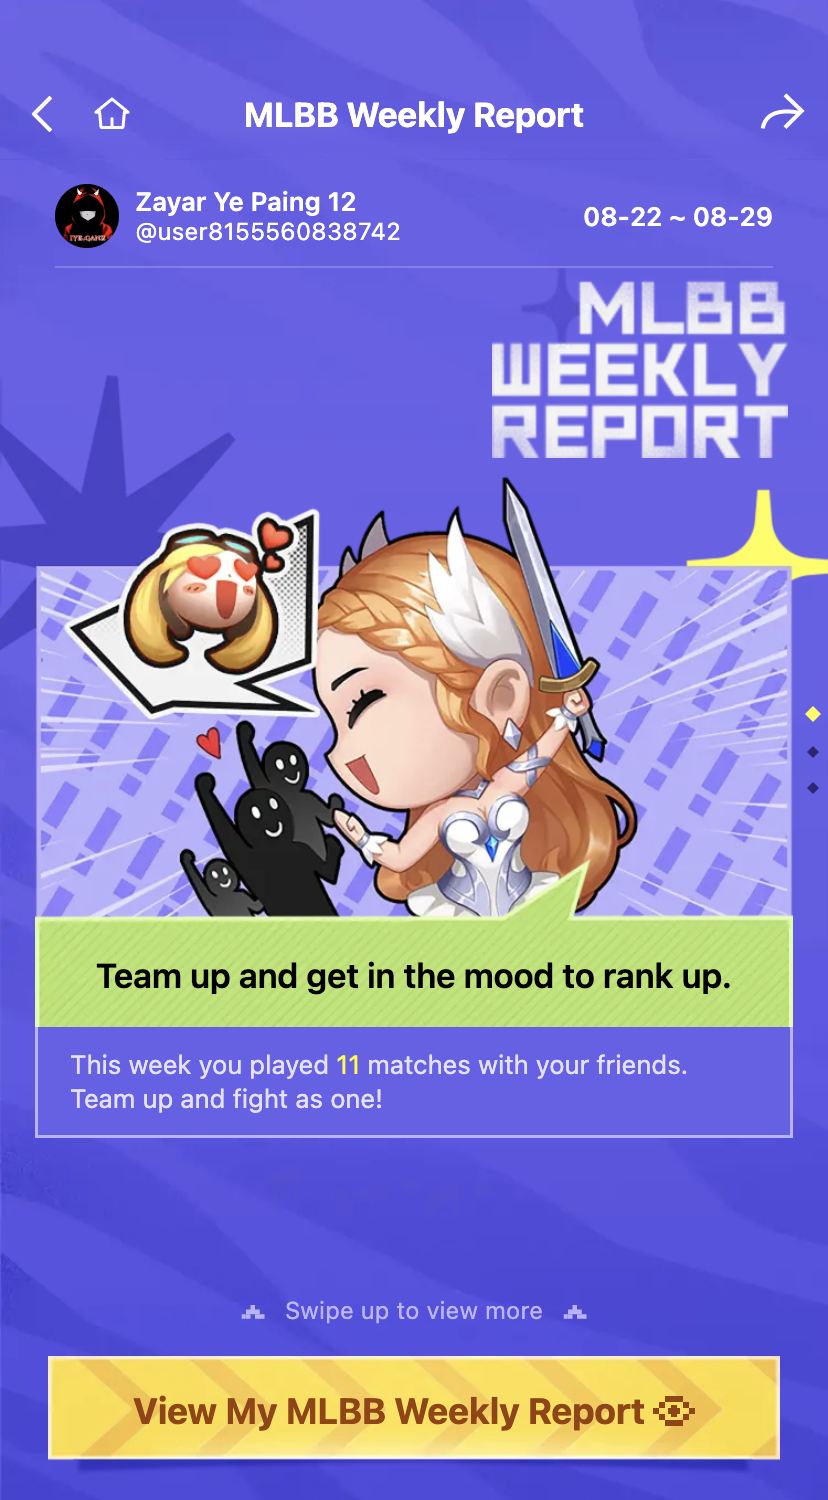 MLBB Weekly Report
Zayar Ye Paing 12
@user8155560838742
08-22 ~ 08-29
MLBB
WEEKLY
REPORT
Team up and get in the mood to rank up.
This week you played 11 matches with your friends.
Team up and fight as one!
Swipe up to view more
View My MLBB Weekly Report